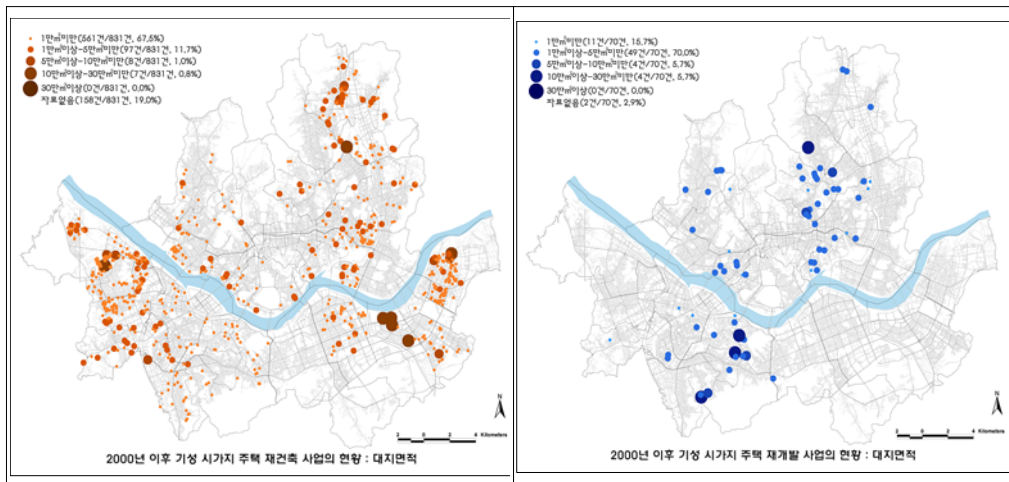 1만㎡미만(561건/831건, 67.5%)
1만㎡이상-5만㎡미만(97건/831건, 11.7%)
5만㎡이상-10만㎡미만(8건/831건, 1.0%)
10만㎡이상-30만㎡미만(7건/831건, 0.8%)
30만㎡이상(0건/831건, 0.0%)
자료없음(158건/831건, 19.0%)
N
2 0 2 4 Kilometers
2000년 이후 기성 시가지 주택 재건축 사업의 현황 : 대지면적
1만㎡미만(11건/70건, 15.7%)
1만㎡이상-5만㎡미만(49건/70건, 70.0%)
5만㎡이상-10만㎡미만(4건/70건, 5.7%)
10만㎡이상-30만㎡미만(4건/70건, 5.7%)
30만㎡이상(0건/70건, 0.0%)
자료없음(2건/70건, 2.9%)
N
2 0 2 4 Kilometers
2000년 이후 기성 시가지 주택 재개발 사업의 현황 : 대지면적